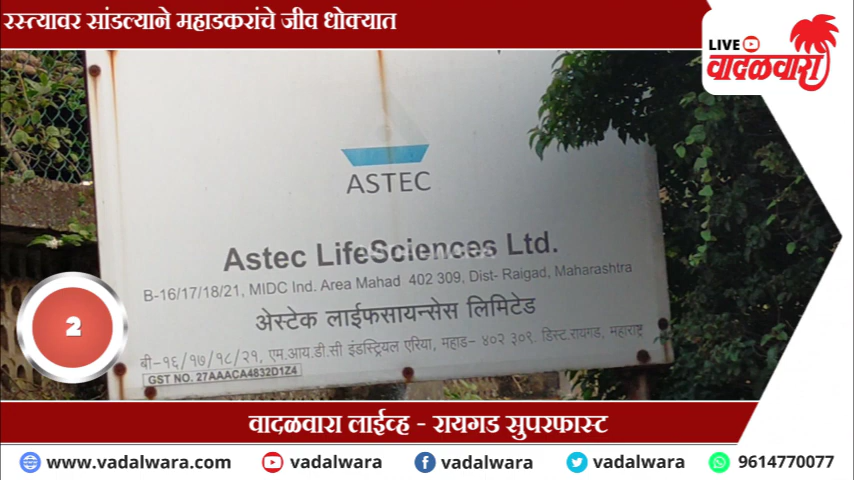 रस्त्यावर सांडल्याने महाडकरांचे जीव धोक्यात
LIVE
वादळवारा
ASTEC
Astec LifeSciences Ltd.
B-16/17/18/21, MIDC Ind. Area Mahad 402 309, Dist- Raigad, Maharashtra
अॅस्टेक लाईफसायन्सेस लिमिटेड
बी-१६/१७/१८/२१, एम.आय.डी.सी इंडस्ट्रियल एरिया, महाड- ४०२ ३०९. डिस्ट.रायगड, महाराष्ट्र
GST NO. 27AAACA4832D1Z4
2
वादळवारा लाईव्ह - रायगड सुपरफास्ट
www.vadalwara.com vadalwara vadalwara vadalwara 9614770077